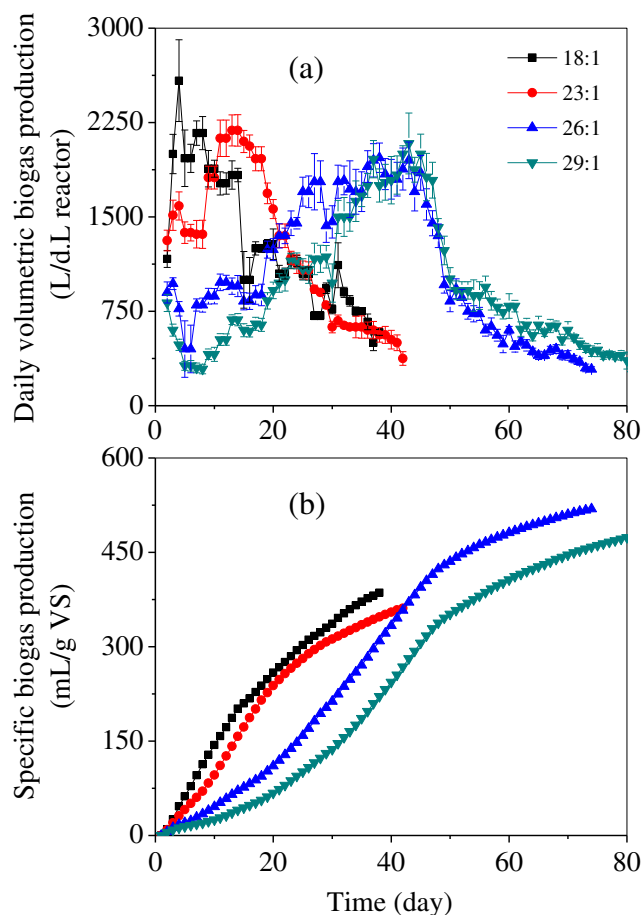 (a)
18:1
23:1
26:1
29:1
Daily volumetric biogas production
(L/d.L reactor)
3000
2250
1500
750
0
0 20 40 60 80
(b)
Specific biogas production
(mL/g VS)
600
450
300
150
0
0 20 40 60 80
Time (day)